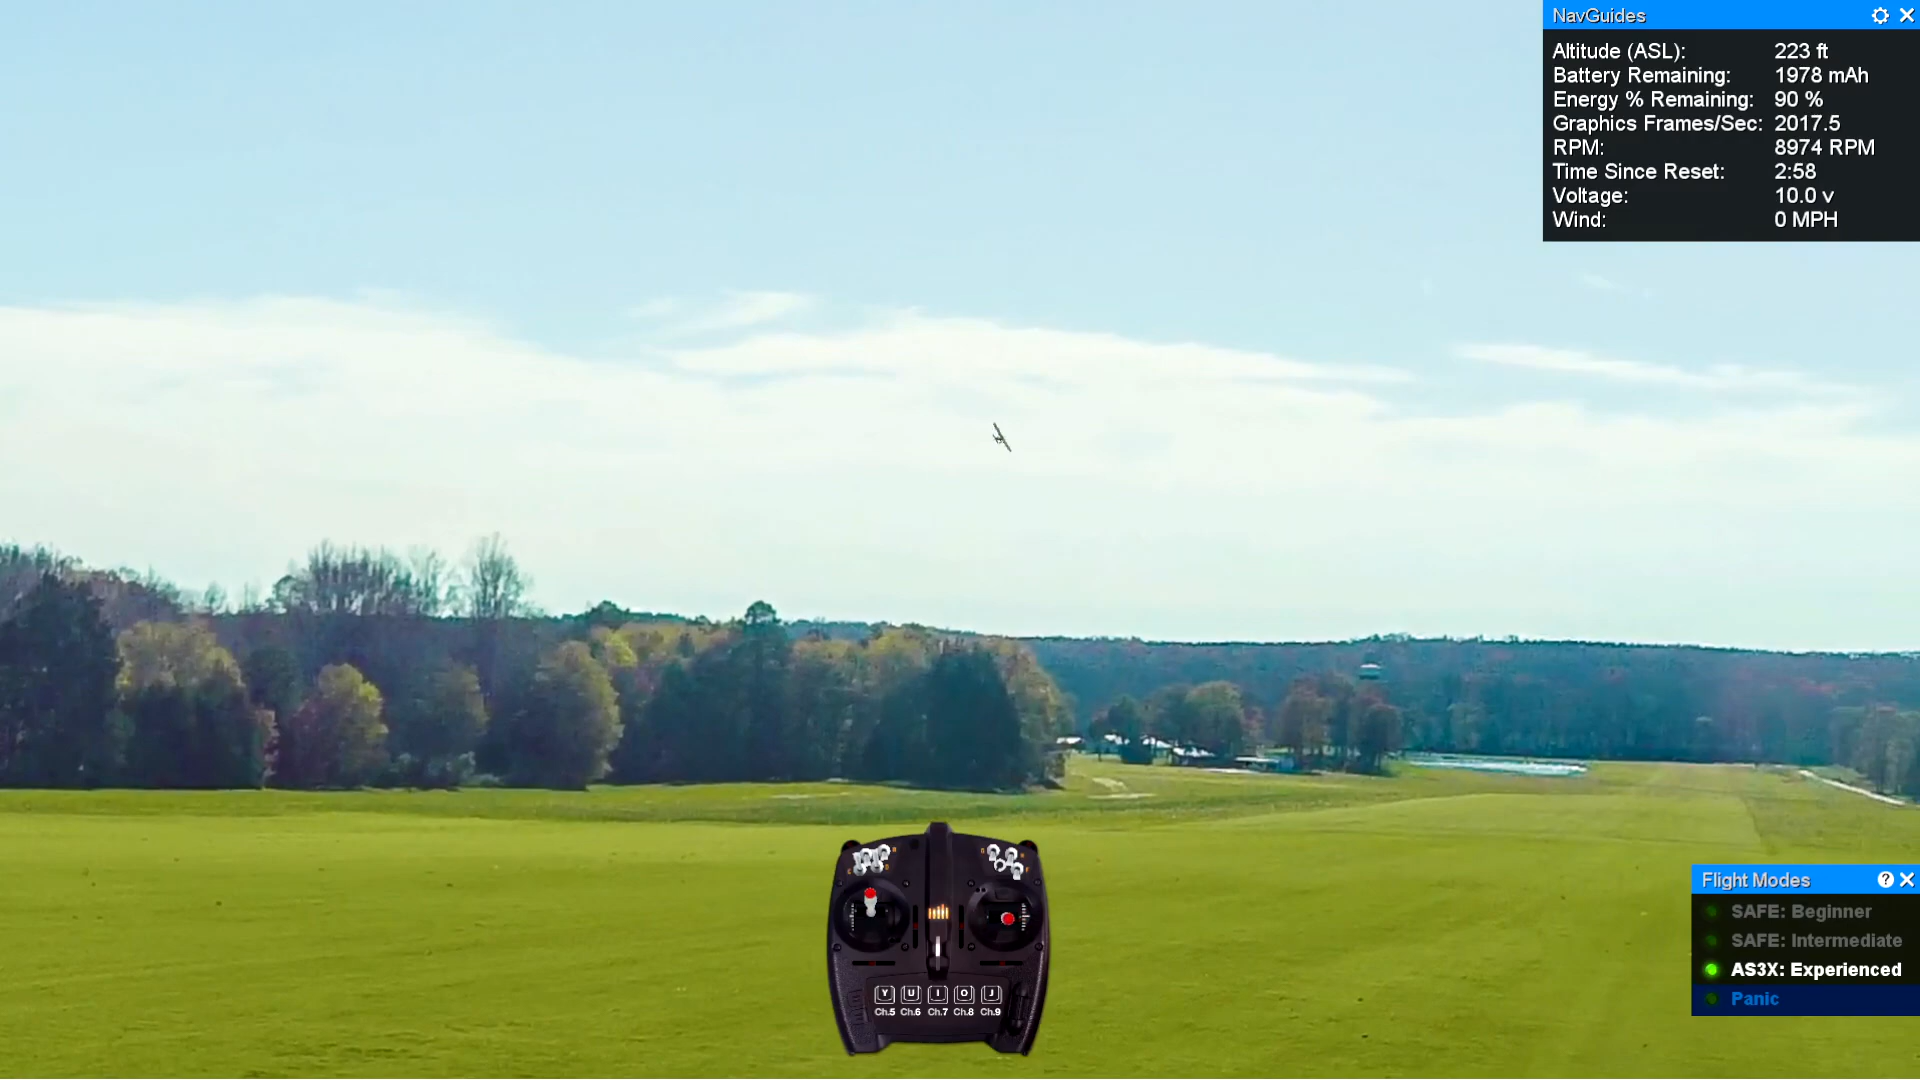 NavGuides
Altitude (ASL): 223 ft
Battery Remaining: 1978 mAh
Energy % Remaining: 90 %
Graphics Frames/Sec: 2017.5
RPM: 8974 RPM
Time Since Reset: 2:58
Voltage: 10.0 v
Wind: 0 MPH
Y U I O J
Ch.5 Ch.6 Ch.7 Ch.8 Ch.9
Flight Modes ?
SAFE: Beginner
SAFE: Intermediate
AS3X: Experienced
Panic